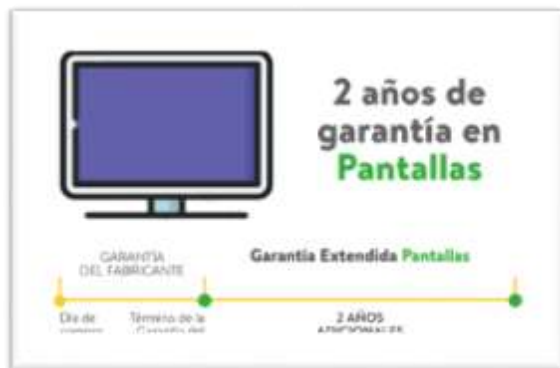 2 años de
garantía en
Pantallas
GARANTÍA
DEL FABRICANTE
Garantía Extendida Pantallas
Día de
Término de la
2 AÑOS
ADICIONALES